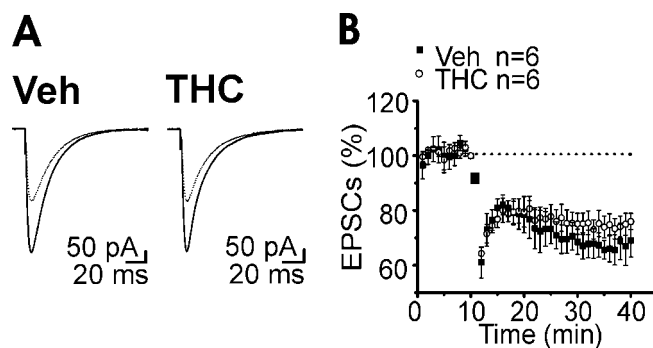 A
Veh THC
50 pA 50 pA
20 ms 20 ms
B
■ Veh n=6
○ THC n=6
EPSCs (%)
120
100
80
60
0 10 20 30 40
Time (min)